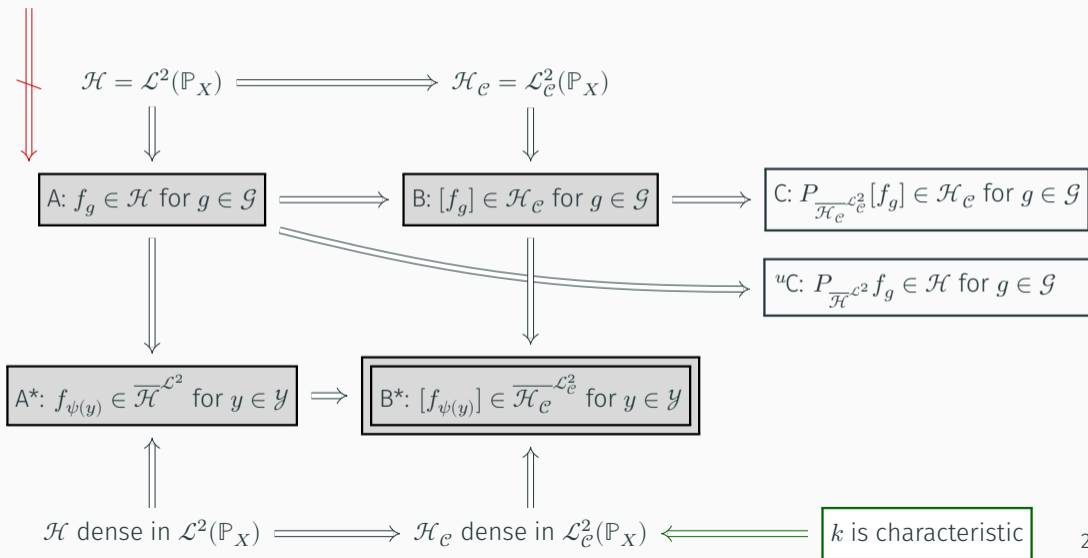 ℋ = ℒ²(ℙ_X) ⟹ ℋ_𝒞 = ℒ²_𝒞(ℙ_X)
A: f_g ∈ ℋ for g ∈ 𝒢
B: [f_g] ∈ ℋ_𝒞 for g ∈ 𝒢
C: P_{\overline{ℋ_𝒞}^{ℒ²_𝒞}}[f_g] ∈ ℋ_𝒞 for g ∈ 𝒢
ᵘC: P_{\overline{ℋ}^{ℒ²}} f_g ∈ ℋ for g ∈ 𝒢
A*: f_{ψ(y)} ∈ \overline{ℋ}^{ℒ²} for y ∈ 𝒴
B*: [f_{ψ(y)}] ∈ \overline{ℋ_𝒞}^{ℒ²_𝒞} for y ∈ 𝒴
ℋ dense in ℒ²(ℙ_X) ⟹ ℋ_𝒞 dense in ℒ²_𝒞(ℙ_X) ⟸ k is characteristic